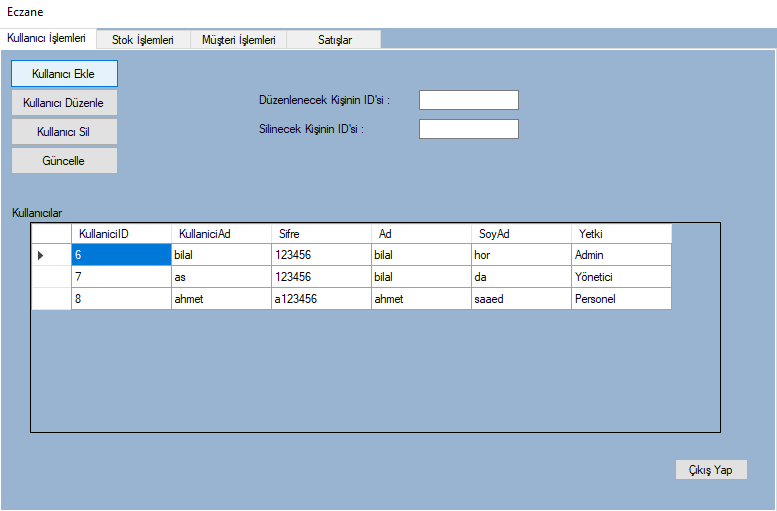 Eczane
Kullanıcı İşlemleri Stok İşlemleri Müşteri İşlemleri Satışlar
Kullanıcı Ekle
Kullanıcı Düzenle
Kullanıcı Sil
Güncelle
Düzenlenecek Kişinin ID'si :
Silinecek Kişinin ID'si :
Kullanıcılar
KullaniciID KullaniciAd Sifre Ad SoyAd Yetki
6 bilal 123456 bilal hor Admin
7 as 123456 bilal da Yönetici
8 ahmet a123456 ahmet saaed Personel
Çıkış Yap